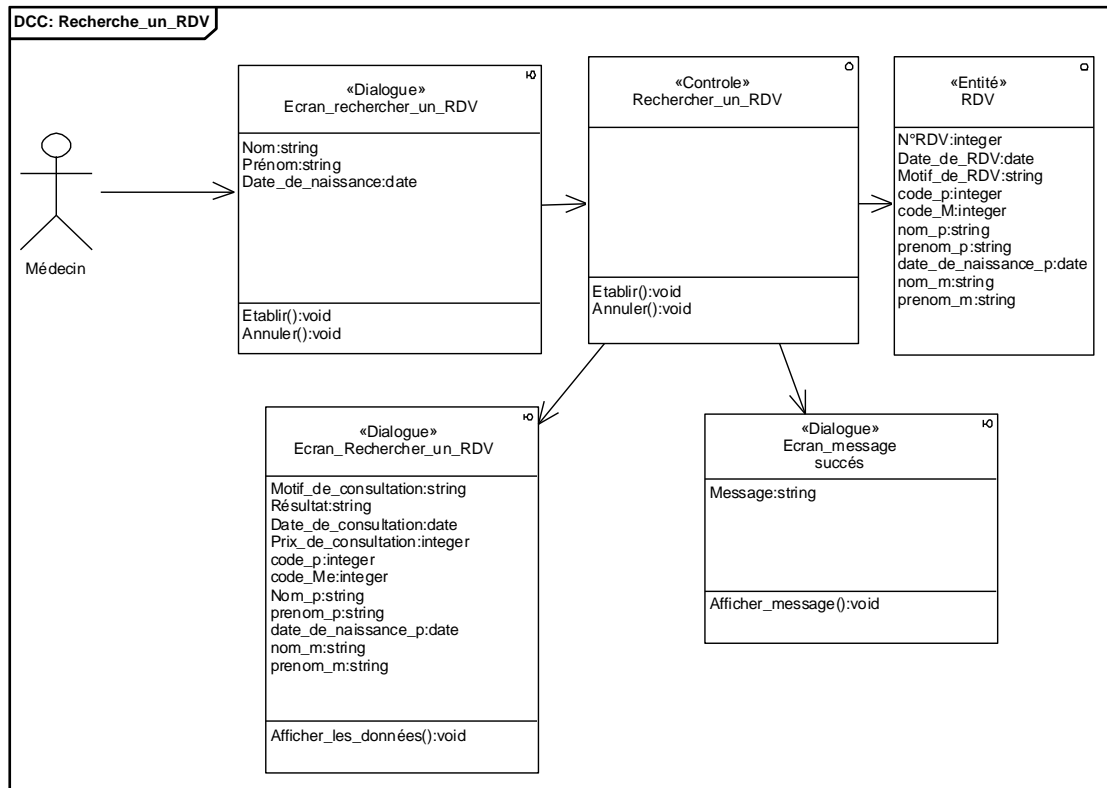 DCC: Recherche_un_RDV
Médecin
«Dialogue»
Ecran_rechercher_un_RDV
Nom:string
Prénom:string
Date_de_naissance:date
Etablir():void
Annuler():void
«Controle»
Rechercher_un_RDV
Etablir():void
Annuler():void
«Entité»
RDV
N°RDV:integer
Date_de_RDV:date
Motif_de_RDV:string
code_p:integer
code_M:integer
nom_p:string
prenom_p:string
date_de_naissance_p:date
nom_m:string
prenom_m:string
«Dialogue»
Ecran_Rechercher_un_RDV
Motif_de_consultation:string
Résultat:string
Date_de_consultation:date
Prix_de_consultation:integer
code_p:integer
code_Me:integer
Nom_p:string
prenom_p:string
date_de_naissance_p:date
nom_m:string
prenom_m:string
Afficher_les_données():void
«Dialogue»
Ecran_message
succés
Message:string
Afficher_message():void